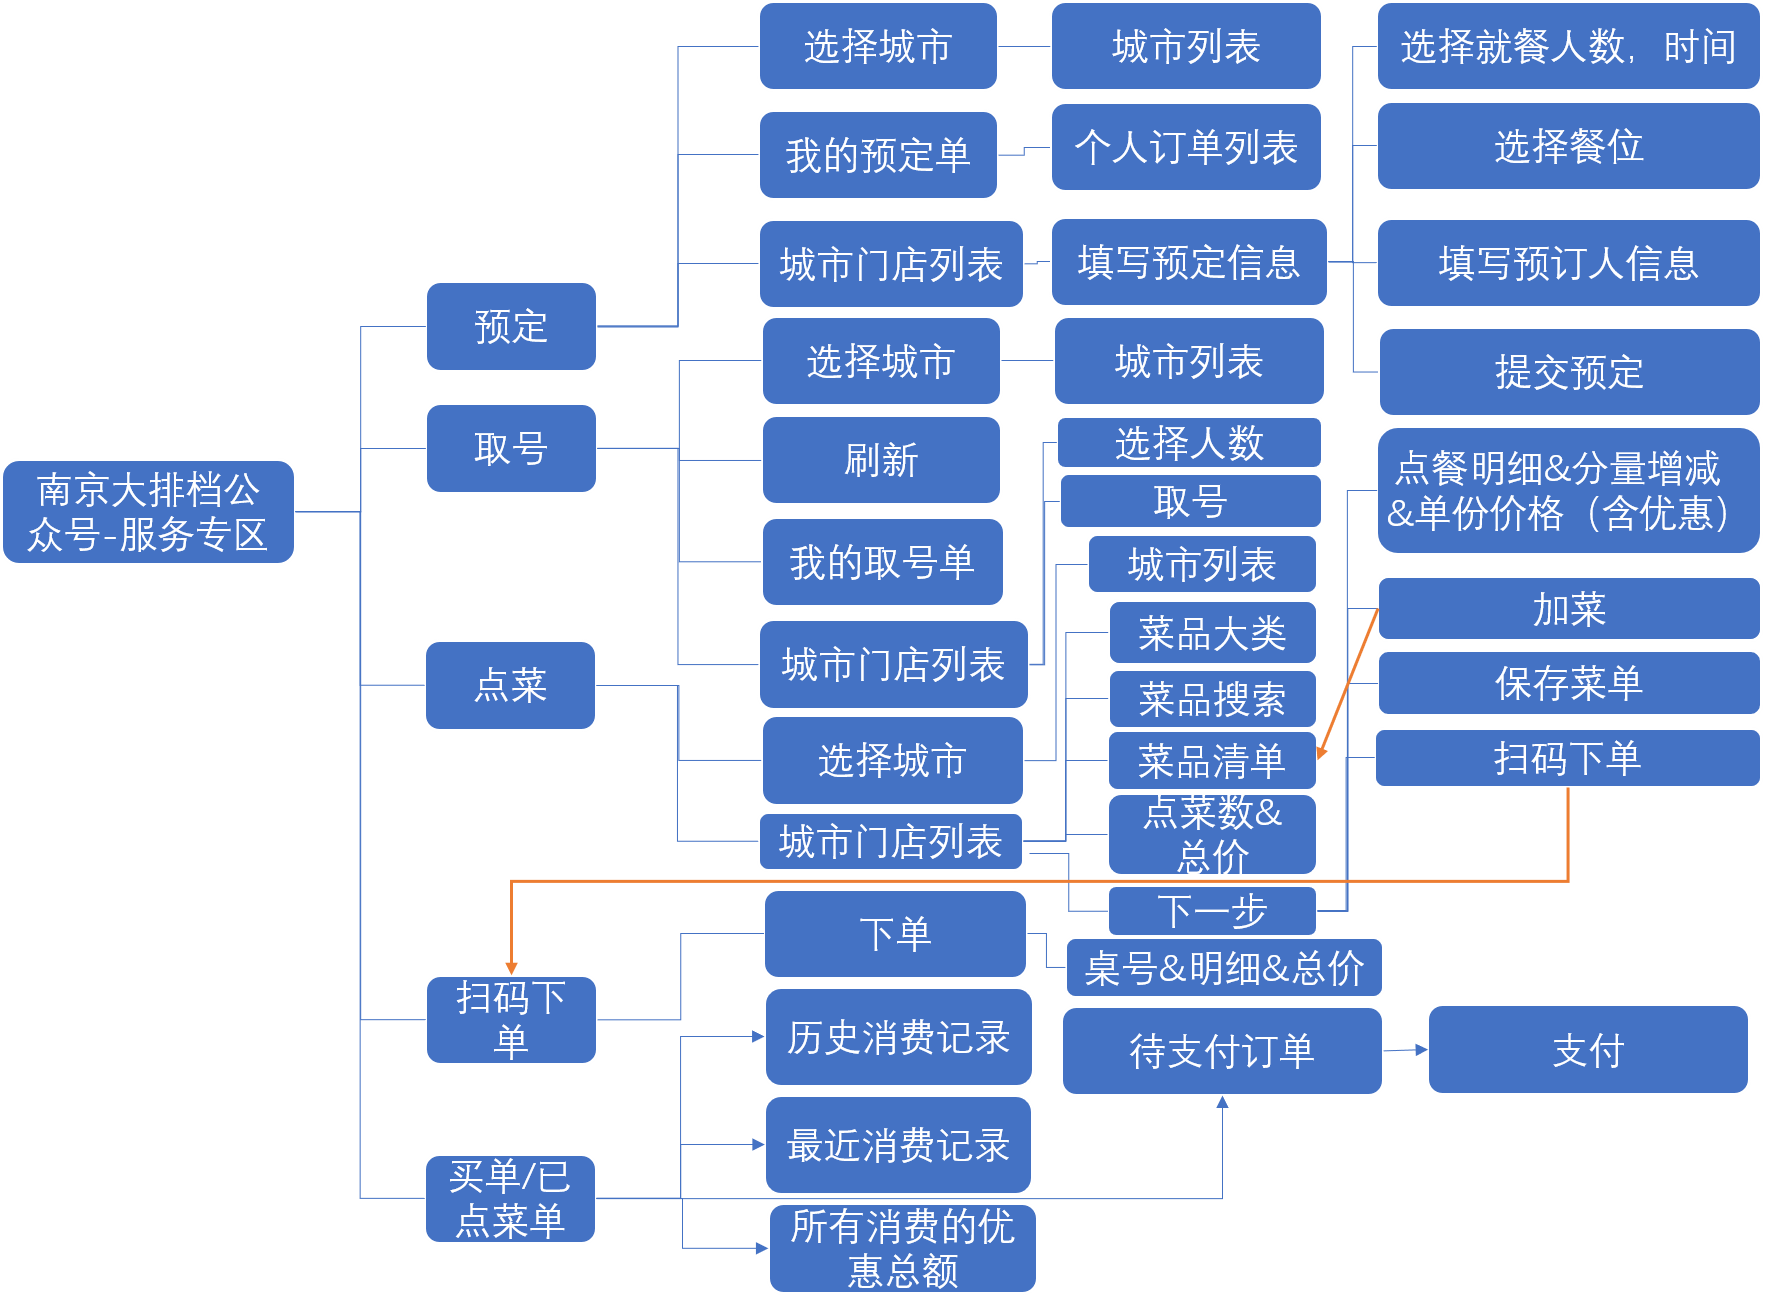 南京大排档公
众号-服务专区
预定
取号
点菜
扫码下
单
买单/已
点菜单
选择城市
我的预定单
城市门店列表
选择城市
刷新
我的取号单
城市门店列表
选择城市
城市门店列表
下单
历史消费记录
最近消费记录
所有消费的优
惠总额
城市列表
个人订单列表
填写预定信息
城市列表
选择人数
取号
城市列表
菜品大类
菜品搜索
菜品清单
点菜数&
总价
下一步
桌号&明细&总价
待支付订单
选择就餐人数，时间
选择餐位
填写预订人信息
提交预定
点餐明细&分量增减
&单份价格（含优惠）
加菜
保存菜单
扫码下单
支付